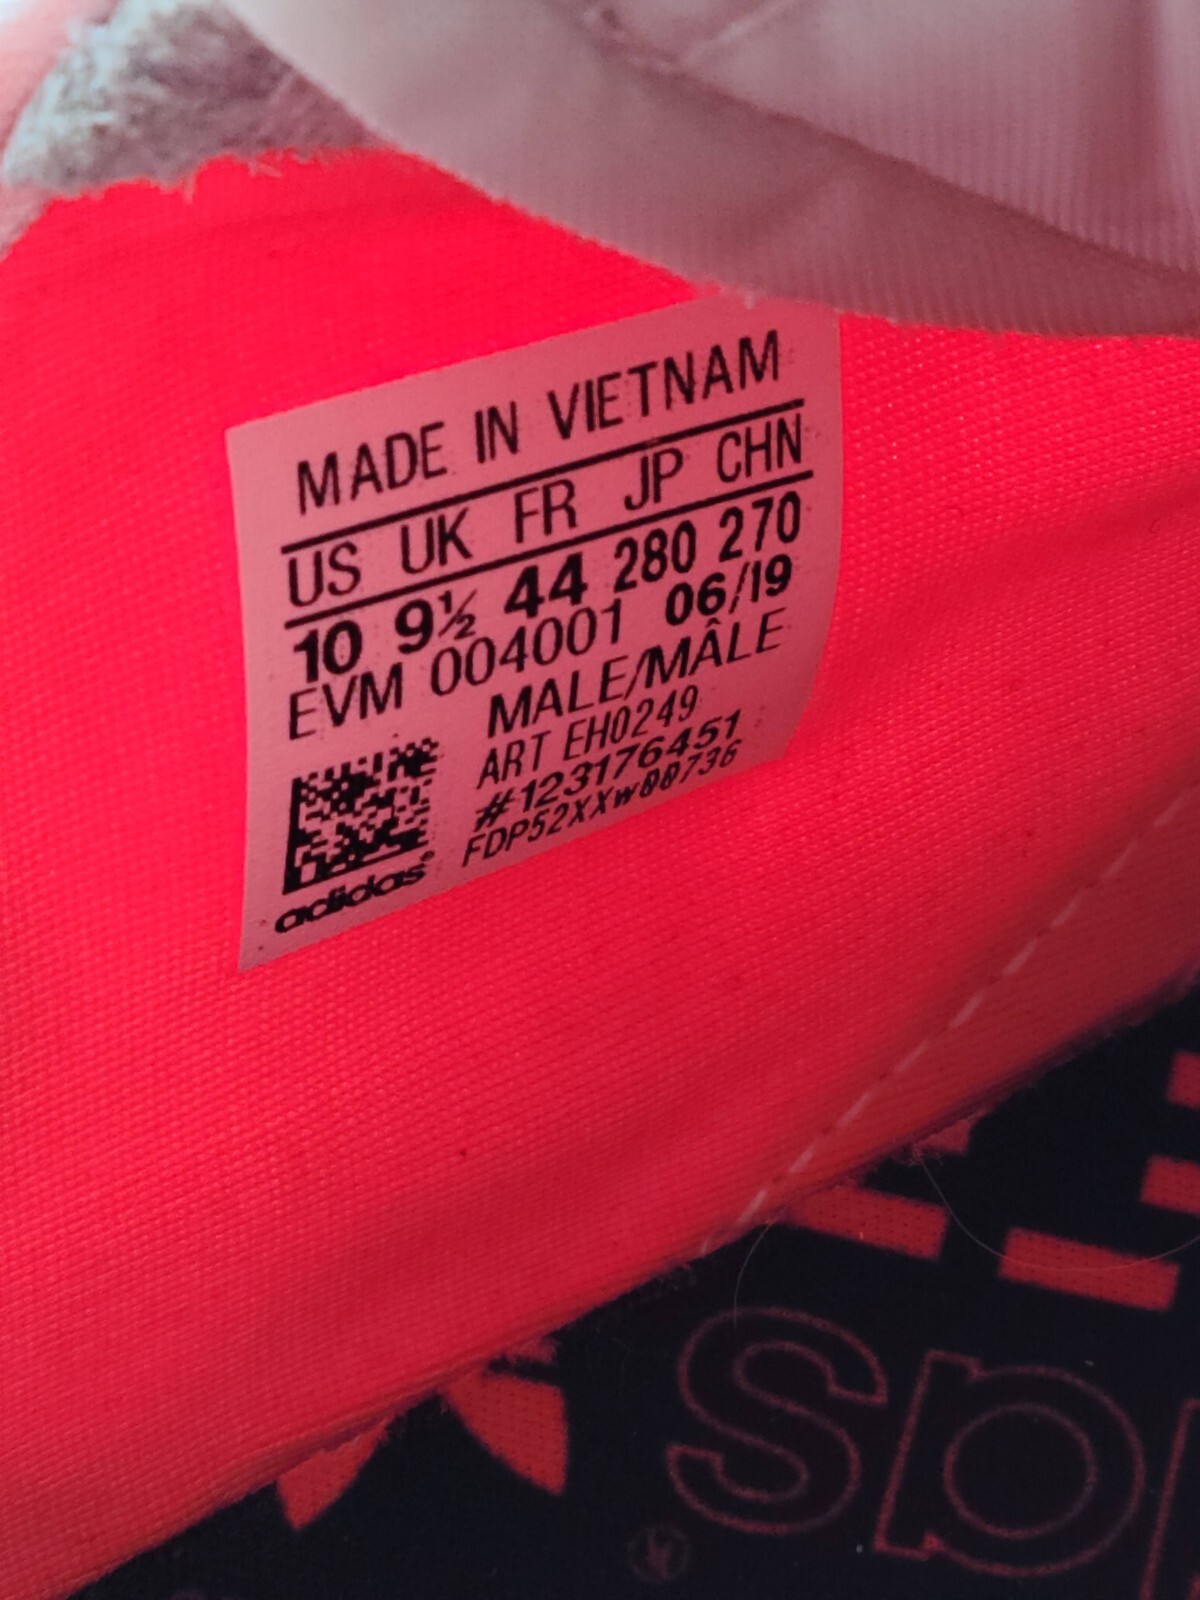 MADE IN VIETNAM
US UK FR JP CHN
10 9½ 44 280 270
EVM 004001 06/19
MALE/MÂLE
ART EH0249
#123176451
FDP52XXW00736
adidas